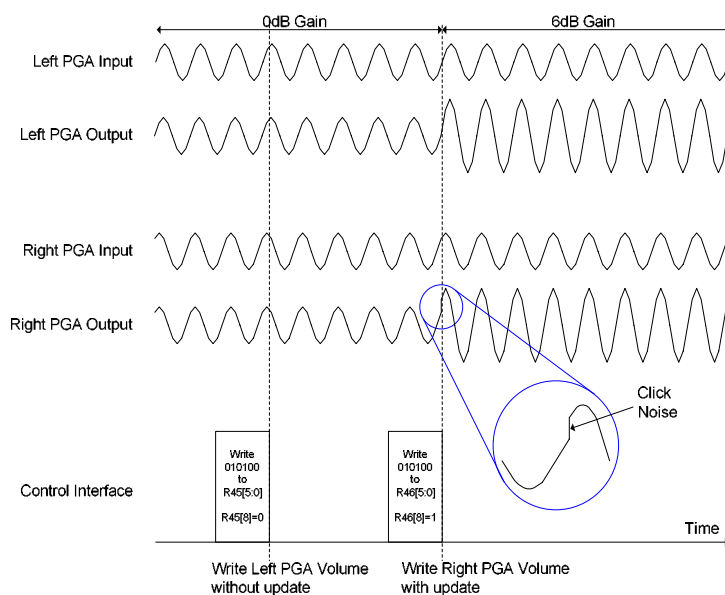 0dB Gain
6dB Gain
Left PGA Input
Left PGA Output
Right PGA Input
Right PGA Output
Click
Noise
Write
010100
to
R45[5:0]
R45[8]=0
Write
010100
to
R46[5:0]
R46[8]=1
Control Interface
Time
Write Left PGA Volume
without update
Write Right PGA Volume
with update